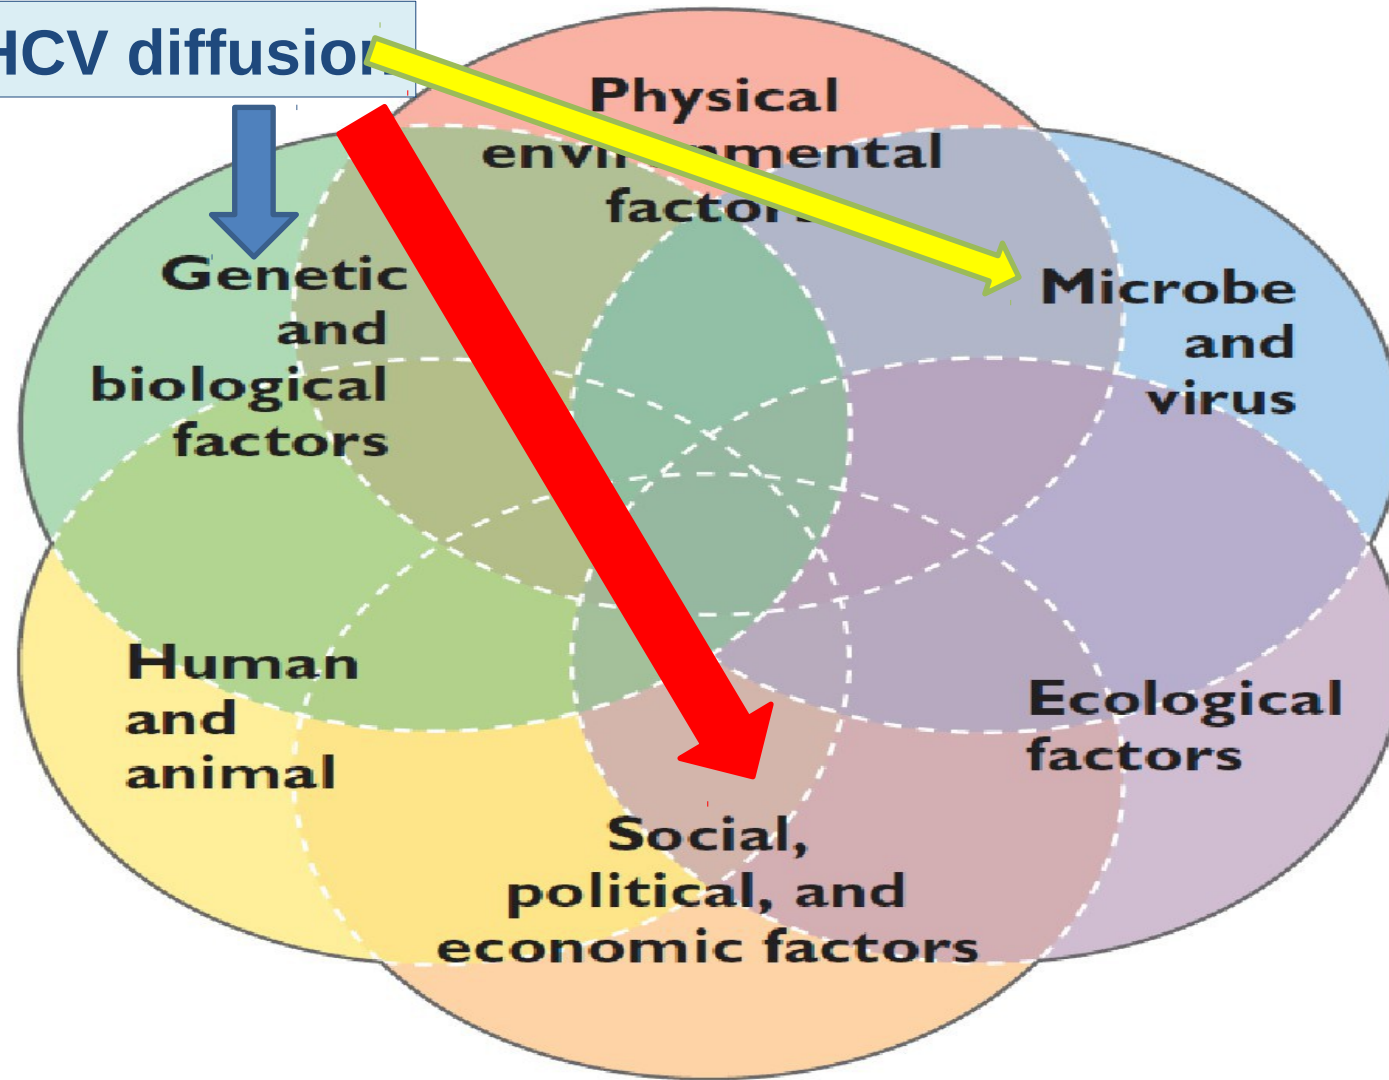 HCV diffusion
Physical
environmental
factors
Genetic
and
biological
factors
Microbe
and
virus
Human
and
animal
Ecological
factors
Social,
political, and
economic factors